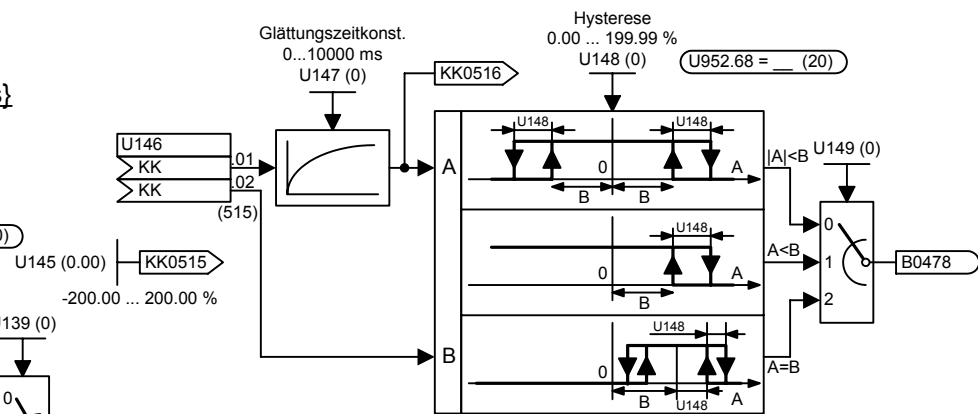 Glättungszeitkonst.
0...10000 ms
U147 (0)
Hysterese
0.00 ... 199.99 %
U148 (0)
U952.68 = __ (20)
KK0516
s}
U146
KK
.01
KK
.02
(515)
A
U148
U148
0
A
B
B
|A|<B
U149 (0)
0
1
2
B0478
U148
0
A
B
A<B
U145 (0.00)
KK0515
-200.00 ... 200.00 %
0)
U139 (0)
0
B
U148
0
B
U148
A
A=B